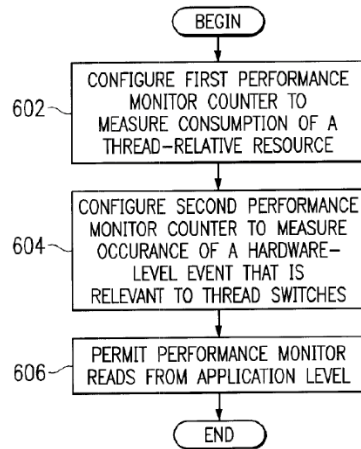 BEGIN
CONFIGURE FIRST PERFORMANCE
MONITOR COUNTER TO
MEASURE CONSUMPTION OF A
THREAD-RELATIVE RESOURCE
602
CONFIGURE SECOND PERFORMANCE
MONITOR COUNTER TO MEASURE
OCCURANCE OF A HARDWARE-
LEVEL EVENT THAT IS
RELEVANT TO THREAD SWITCHES
604
PERMIT PERFORMANCE MONITOR
READS FROM APPLICATION LEVEL
606
END